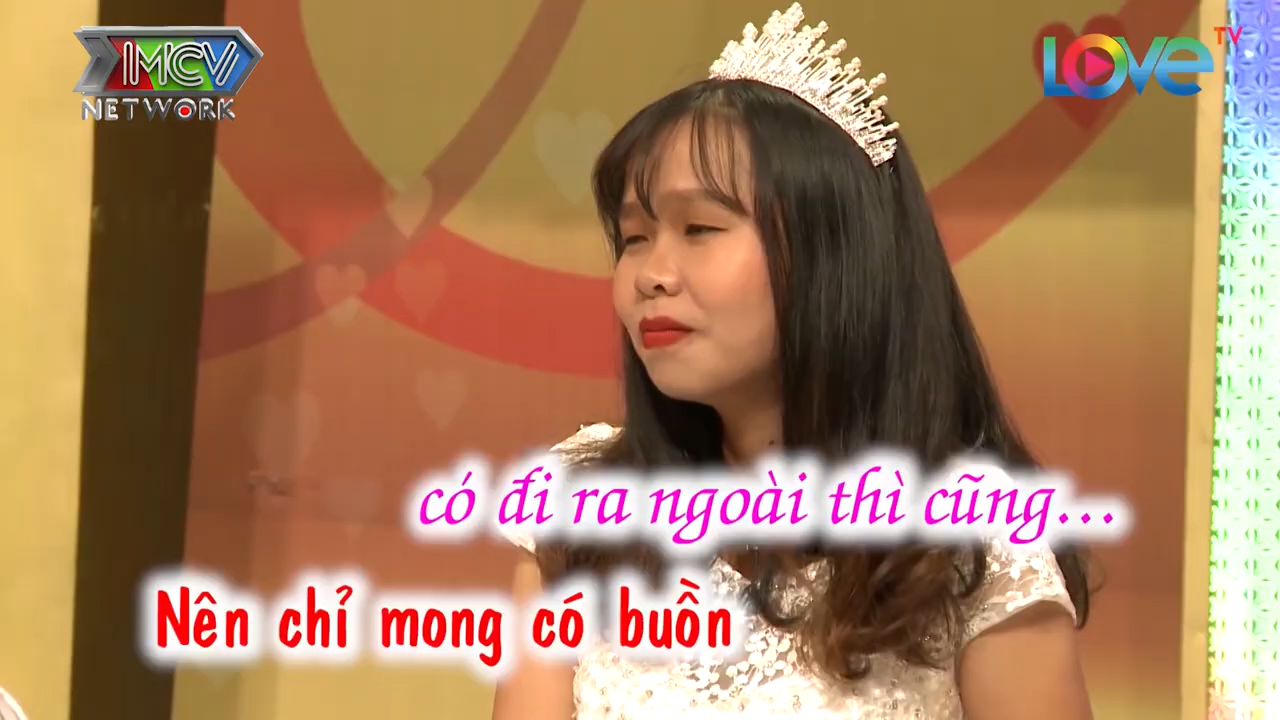 MCV
NETWORK
LOVE TV
có đi ra ngoài thì cũng...
Nên chỉ mong có buồn